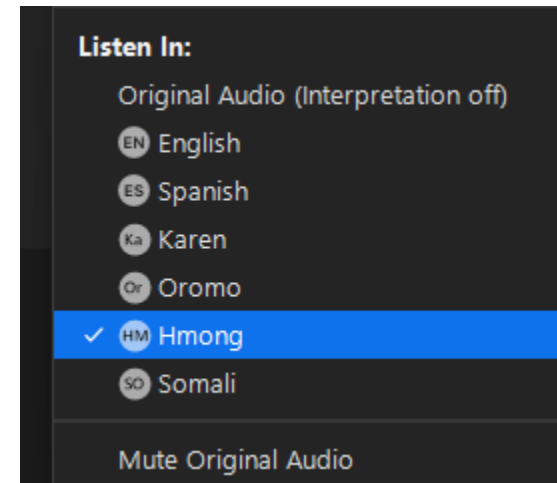 Listen In:
Original Audio (Interpretation off)
EN English
ES Spanish
Ka Karen
Or Oromo
HM Hmong
SO Somali
Mute Original Audio